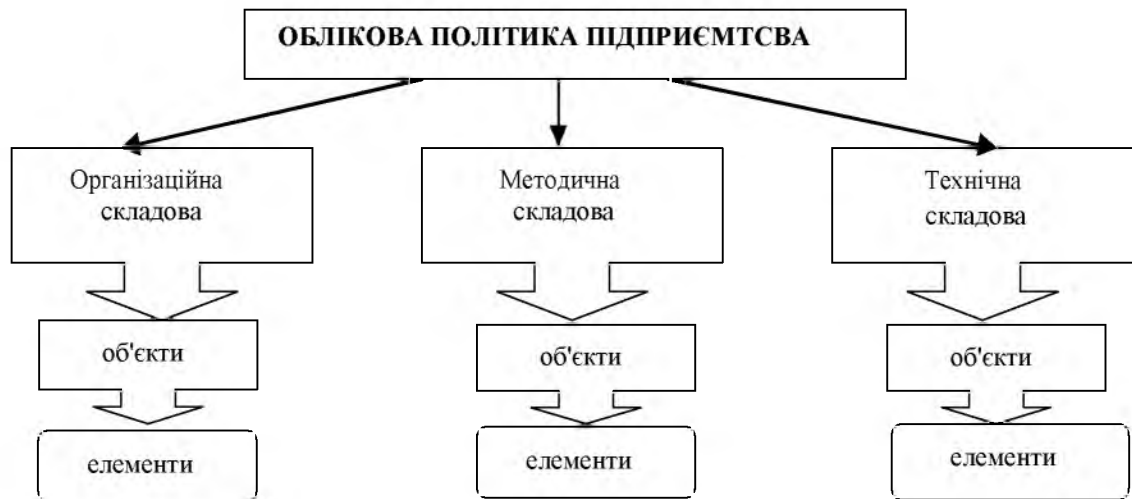 ОБЛІКОВА ПОЛІТИКА ПІДПРИЄМТСВА
Організаційна
складова
Методична
складова
Технічна
складова
об'єкти
об'єкти
об'єкти
елементи
елементи
елементи